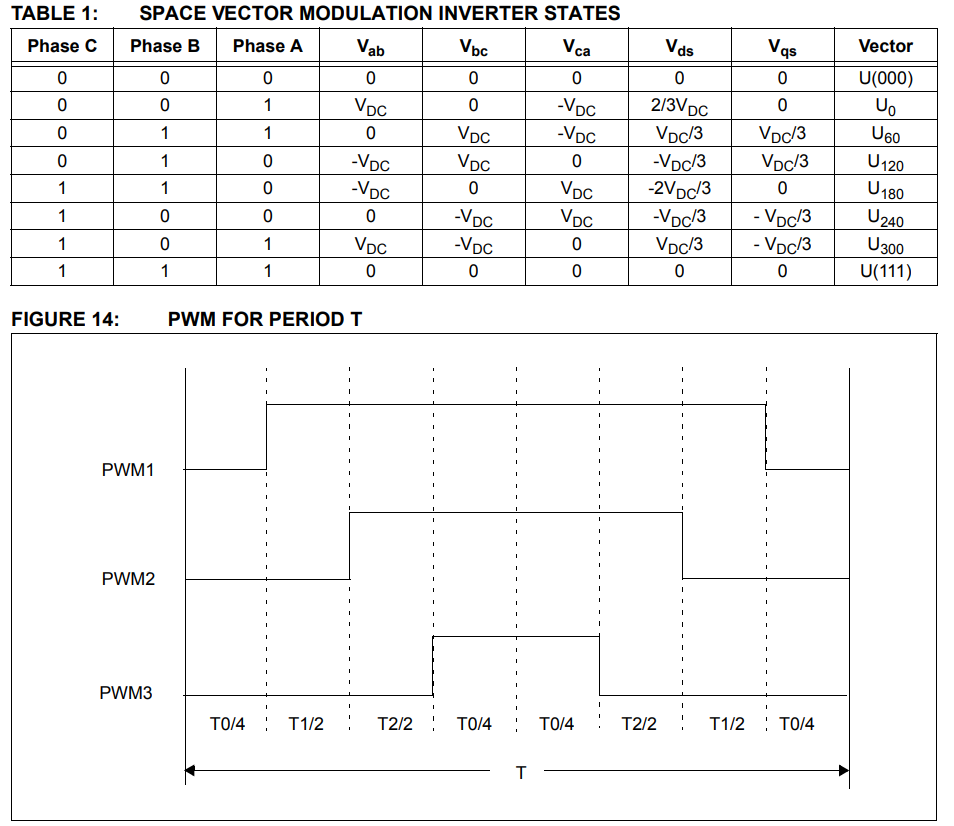 TABLE 1: SPACE VECTOR MODULATION INVERTER STATES
Phase C Phase B Phase A Vab Vbc Vca Vds Vqs Vector
0 0 0 0 0 0 0 0 U(000)
0 0 1 VDC 0 -VDC 2/3VDC 0 U0
0 1 1 0 VDC -VDC VDC/3 VDC/3 U60
0 1 0 -VDC VDC 0 -VDC/3 VDC/3 U120
1 1 0 -VDC 0 VDC -2VDC/3 0 U180
1 0 0 0 -VDC VDC -VDC/3 - VDC/3 U240
1 0 1 VDC -VDC 0 VDC/3 - VDC/3 U300
1 1 1 0 0 0 0 0 U(111)
FIGURE 14: PWM FOR PERIOD T
PWM1
PWM2
PWM3
T0/4 T1/2 T2/2 T0/4 T0/4 T2/2 T1/2 T0/4
T